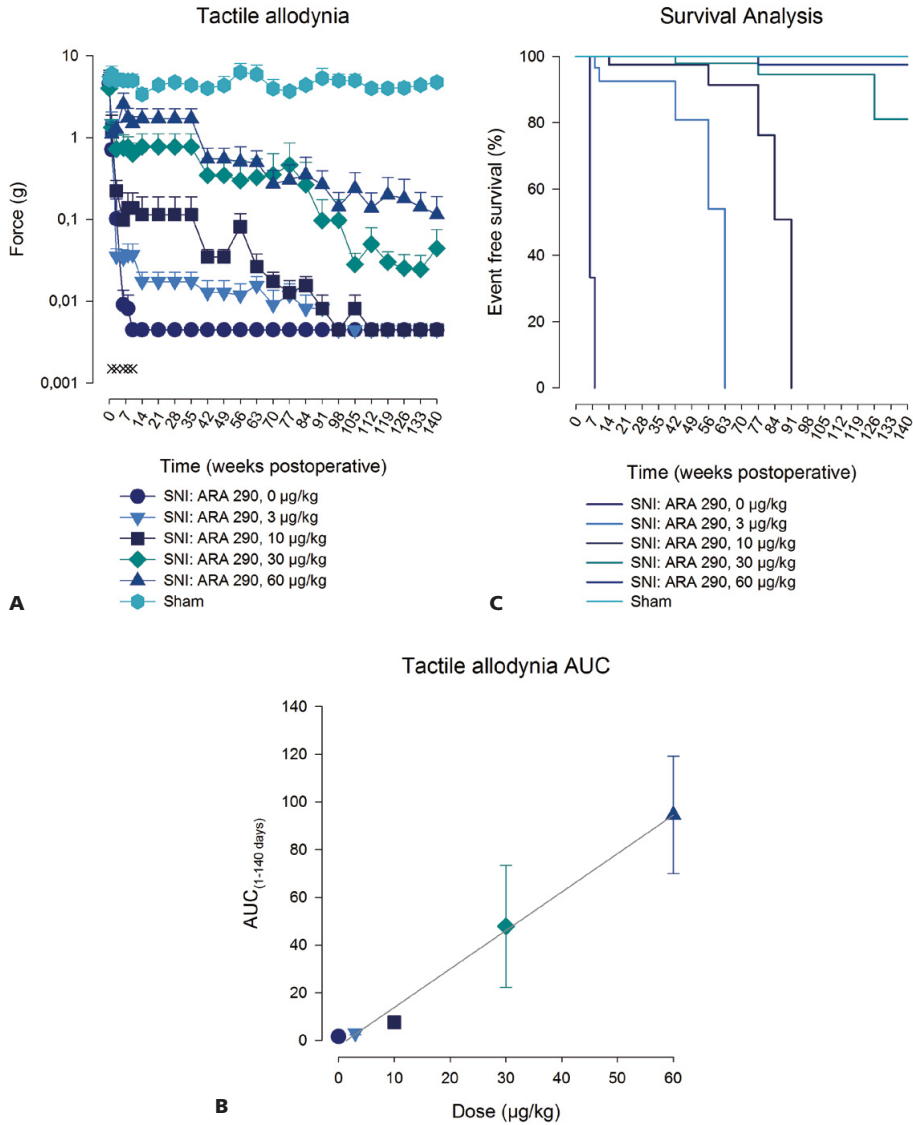 A
Tactile allodynia
Force (g)
10
1
0,1
0,01
0,001
0 7 14 21 28 35 42 49 56 63 70 77 84 91 98 105 112 119 126 133 140
Time (weeks postoperative)
SNI: ARA 290, 0 µg/kg
SNI: ARA 290, 3 µg/kg
SNI: ARA 290, 10 µg/kg
SNI: ARA 290, 30 µg/kg
SNI: ARA 290, 60 µg/kg
Sham
A
C
Survival Analysis
Event free survival (%)
100
80
60
40
20
0
0 7 14 21 28 35 42 49 56 63 70 77 84 91 98 105 112 119 126 133 140
Time (weeks postoperative)
SNI: ARA 290, 0 µg/kg
SNI: ARA 290, 3 µg/kg
SNI: ARA 290, 10 µg/kg
SNI: ARA 290, 30 µg/kg
SNI: ARA 290, 60 µg/kg
Sham
C
Tactile allodynia AUC
AUC(1-140 days)
140
120
100
80
60
40
20
0
0 10 20 30 40 50 60
Dose (µg/kg)
B